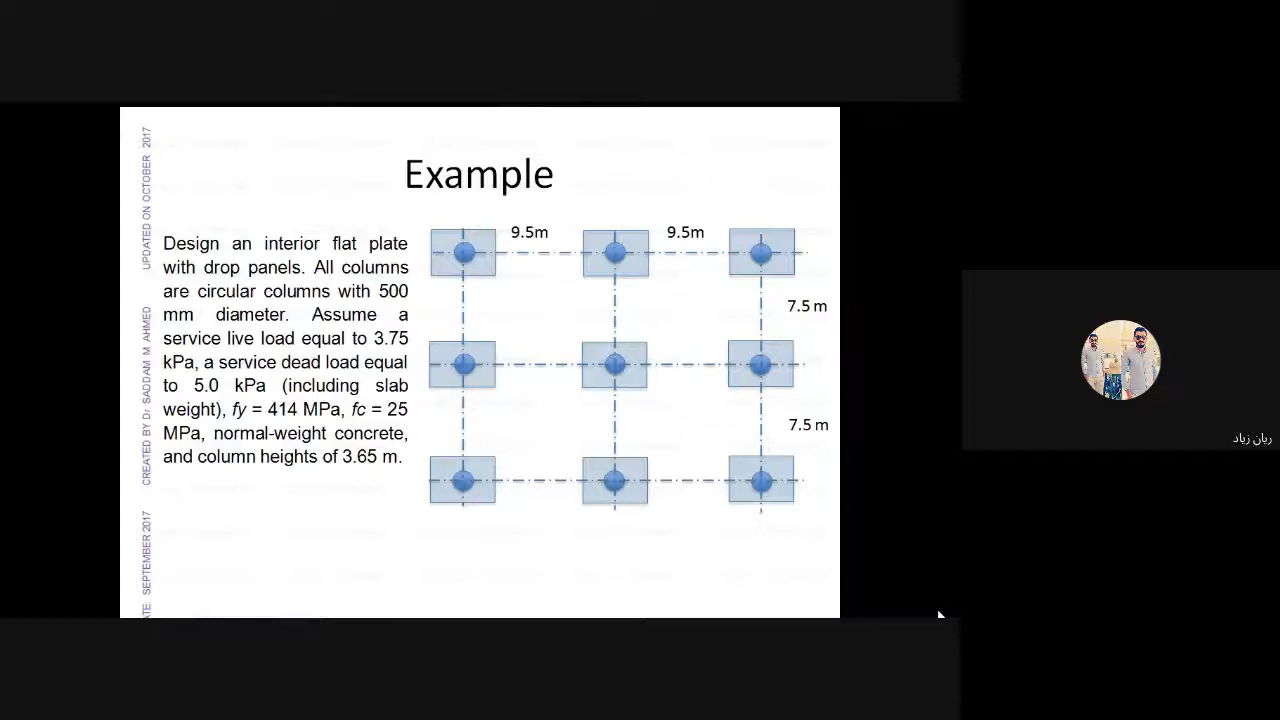 UPDATED ON OCTOBER 2017
CREATED BY Dr. SADDAM M AHMED
SEPTEMBER 2017
Example
Design an interior flat plate
with drop panels. All columns
are circular columns with 500
mm diameter. Assume a
service live load equal to 3.75
kPa, a service dead load equal
to 5.0 kPa (including slab
weight), fy = 414 MPa, fc = 25
MPa, normal-weight concrete,
and column heights of 3.65 m.
9.5m
9.5m
7.5 m
7.5 m
ريان زياد